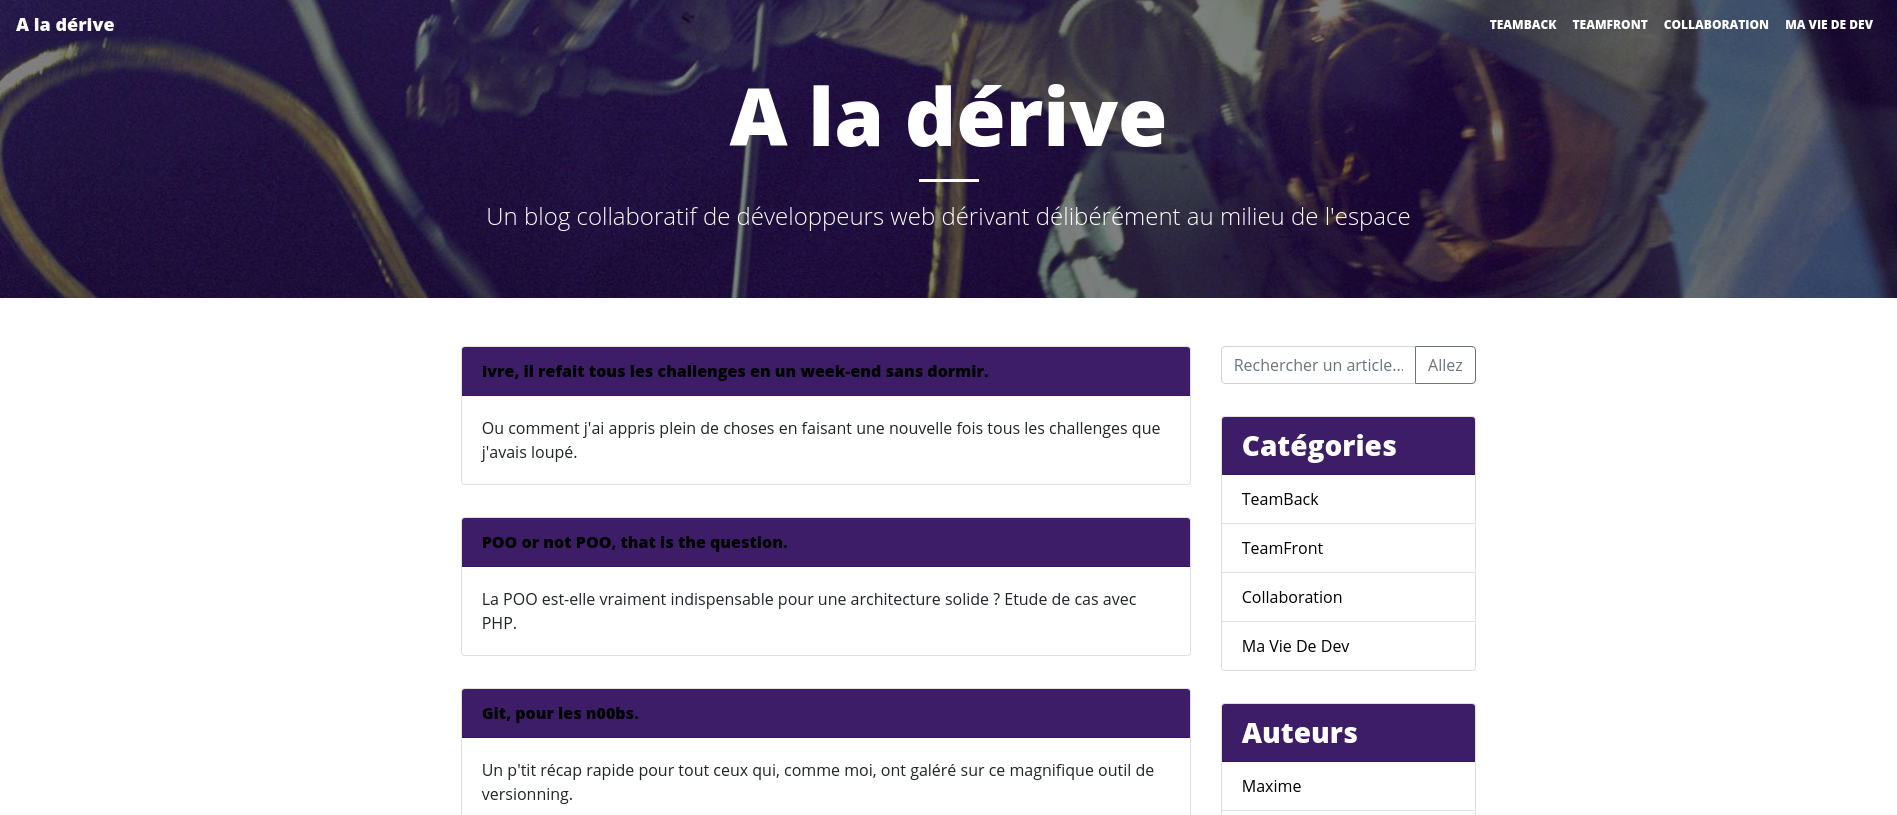 A la dérive
TEAMBACK TEAMFRONT COLLABORATION MA VIE DE DEV
A la dérive
Un blog collaboratif de développeurs web dérivant délibérément au milieu de l'espace
Ivre, il refait tous les challenges en un week-end sans dormir.
Ou comment j'ai appris plein de choses en faisant une nouvelle fois tous les challenges que
j'avais loupé.
POO or not POO, that is the question.
La POO est-elle vraiment indispensable pour une architecture solide ? Etude de cas avec
PHP.
Git, pour les n00bs.
Un p'tit récap rapide pour tout ceux qui, comme moi, ont galéré sur ce magnifique outil de
versionning.
Rechercher un article... Allez
Catégories
TeamBack
TeamFront
Collaboration
Ma Vie De Dev
Auteurs
Maxime